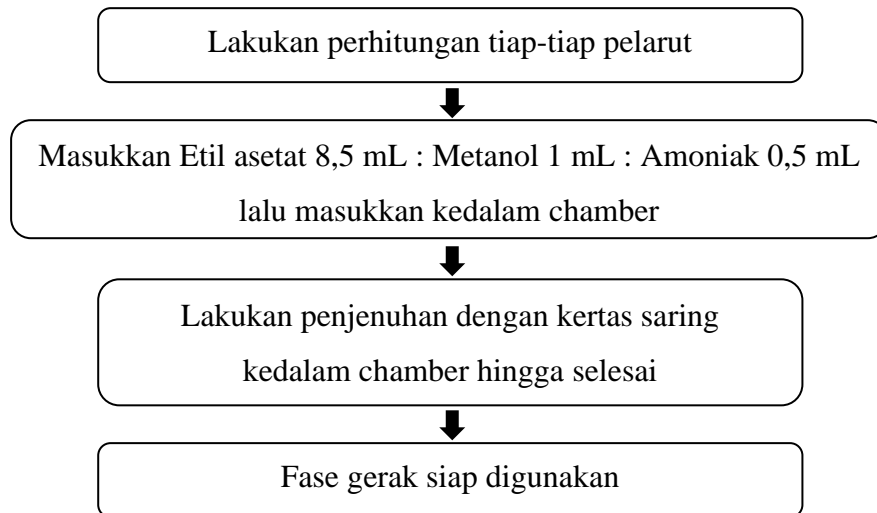 Lakukan perhitungan tiap-tiap pelarut
Masukkan Etil asetat 8,5 mL : Metanol 1 mL : Amoniak 0,5 mL
lalu masukkan kedalam chamber
Lakukan penjenuhan dengan kertas saring
kedalam chamber hingga selesai
Fase gerak siap digunakan